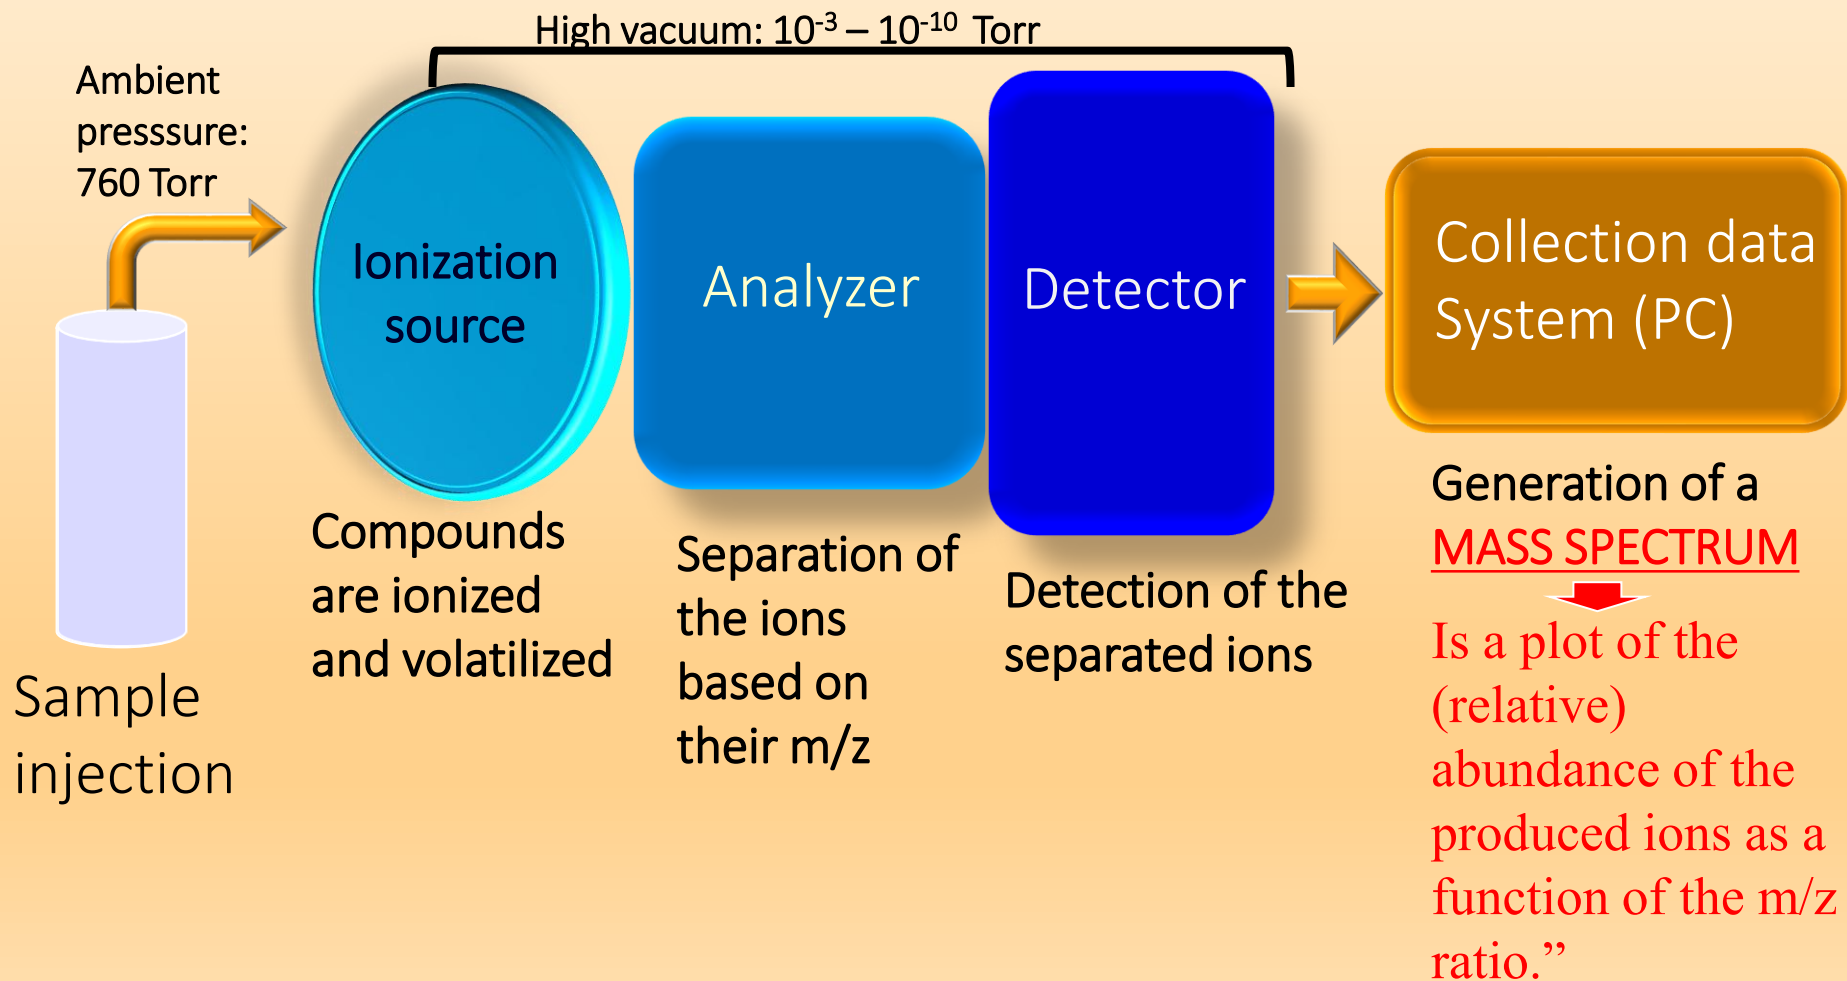 High vacuum: 10⁻³ – 10⁻¹⁰ Torr
Ambient
presssure:
760 Torr
Ionization
source
Analyzer
Detector
Collection data
System (PC)
Sample
injection
Compounds
are ionized
and volatilized
Separation of
the ions
based on
their m/z
Detection of the
separated ions
Generation of a
MASS SPECTRUM
Is a plot of the
(relative)
abundance of the
produced ions as a
function of the m/z
ratio.”